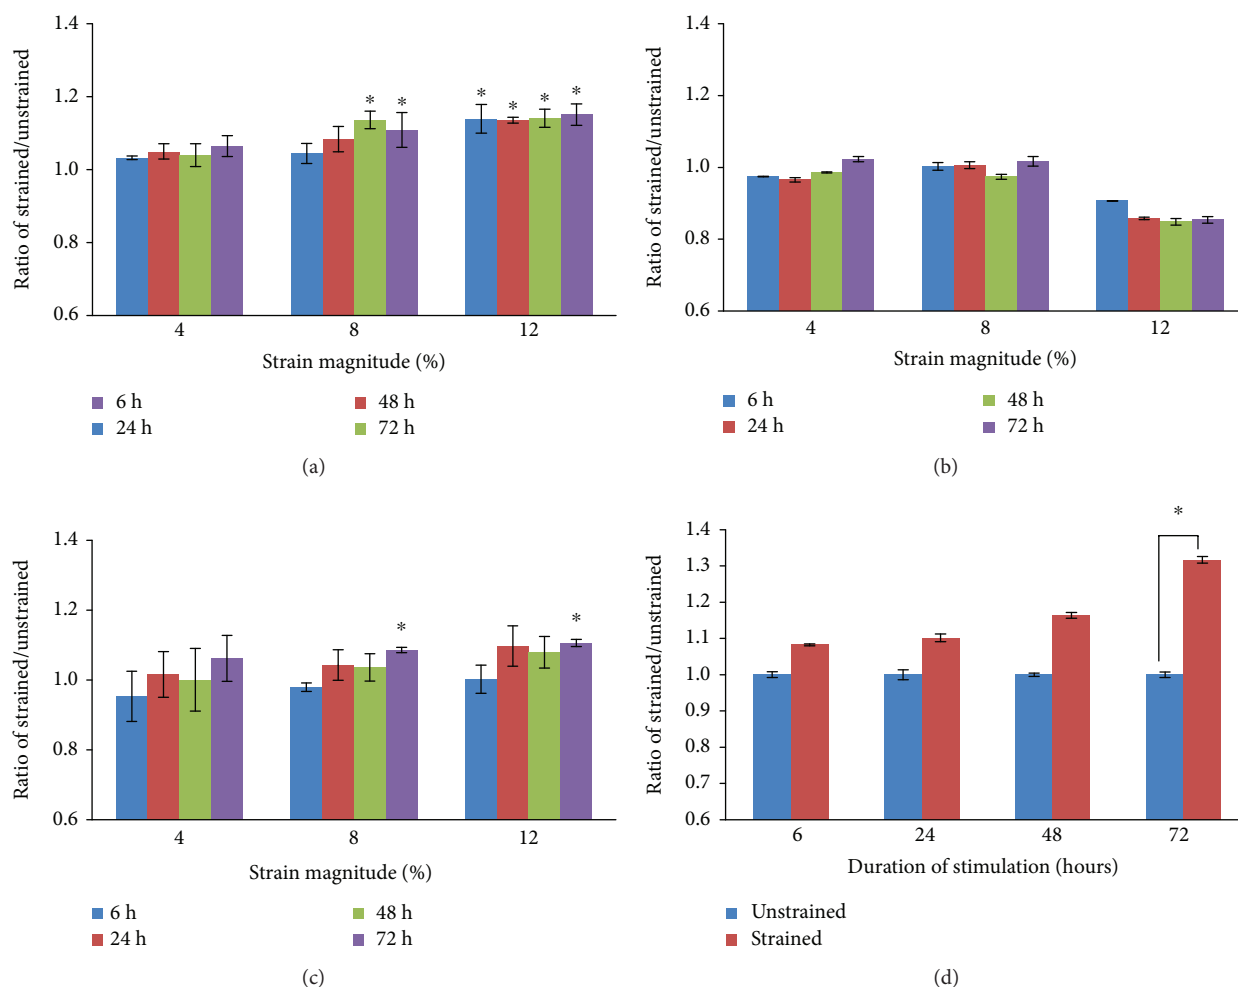 1.4
1.2
1.0
0.8
0.6
Ratio of strained/unstrained
* * * * * *
4 8 12
Strain magnitude (%)
6 h 48 h
24 h 72 h
(a)
1.4
1.2
1.0
0.8
0.6
Ratio of strained/unstrained
4 8 12
Strain magnitude (%)
6 h 48 h
24 h 72 h
(b)
1.4
1.2
1.0
0.8
0.6
Ratio of strained/unstrained
* *
4 8 12
Strain magnitude (%)
6 h 48 h
24 h 72 h
(c)
1.4
1.3
1.2
1.1
1.0
0.9
0.8
0.7
0.6
Ratio of strained/unstrained
*
6 24 48 72
Duration of stimulation (hours)
Unstrained
Strained
(d)